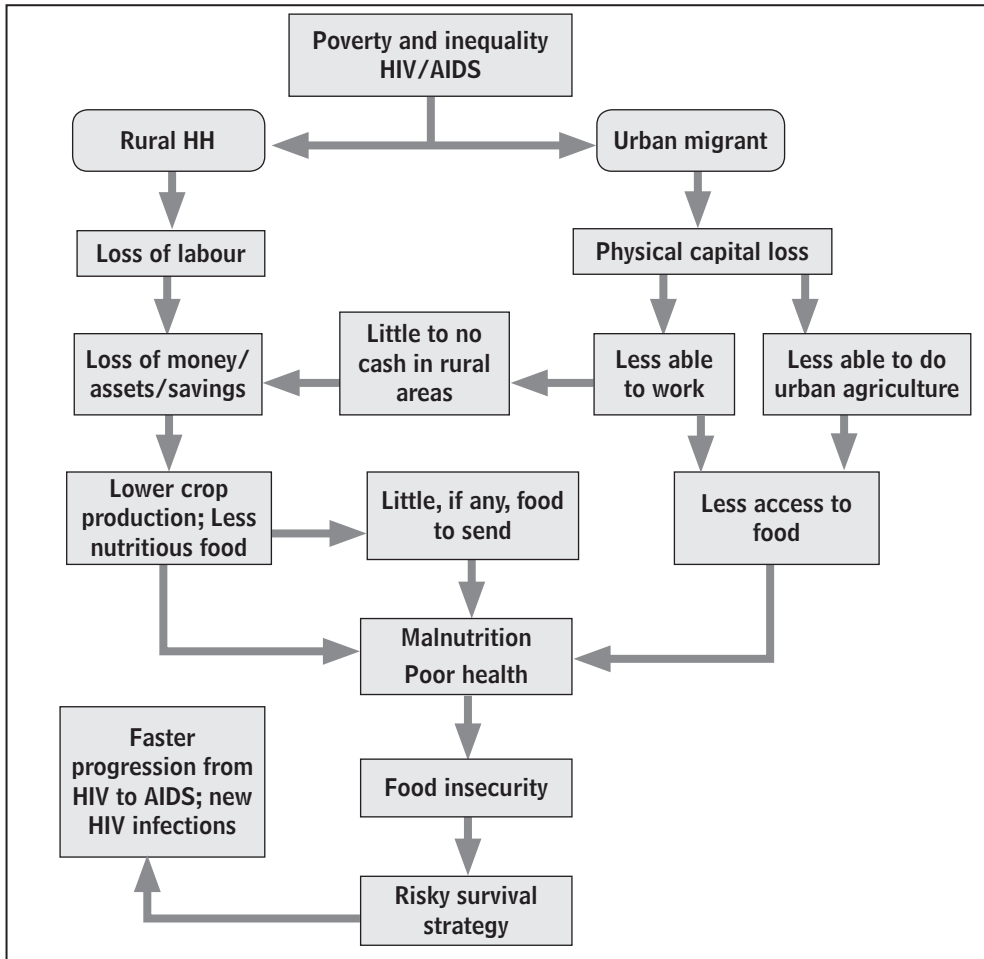 Poverty and inequality
HIV/AIDS
Rural HH
Urban migrant
Loss of labour
Physical capital loss
Loss of money/
assets/savings
Little to no
cash in rural
areas
Less able
to work
Less able to do
urban agriculture
Lower crop
production; Less
nutritious food
Little, if any, food
to send
Less access to
food
Malnutrition
Poor health
Faster
progression from
HIV to AIDS; new
HIV infections
Food insecurity
Risky survival
strategy